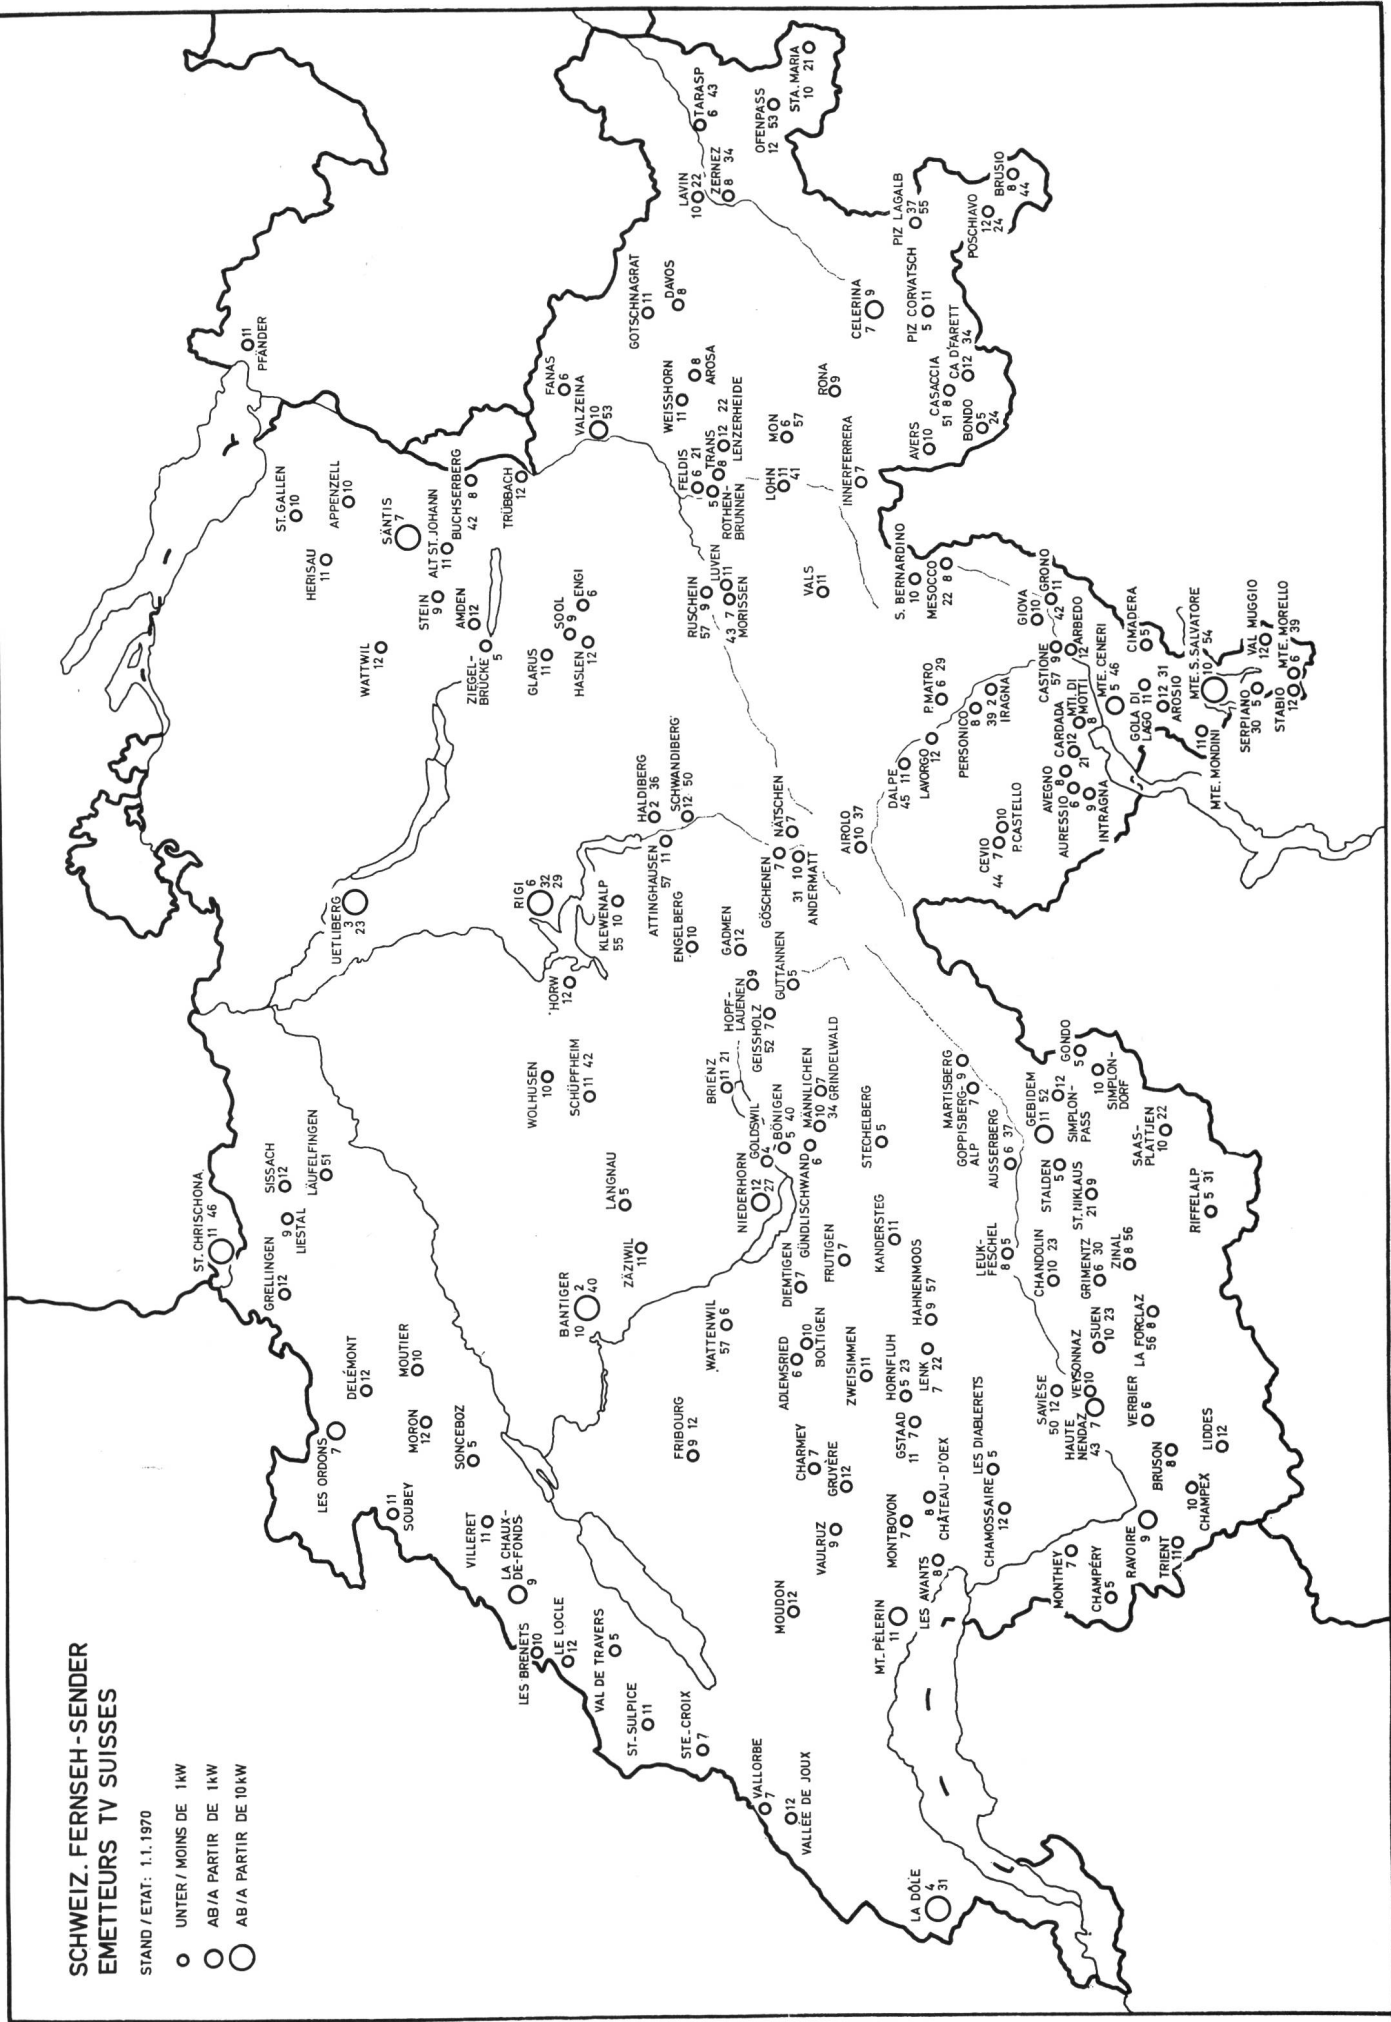 SCHWEIZ. FERNSEH-SENDER
EMETTEURS TV SUISSES
STAND / ETAT: 1.1.1970
UNTER / MOINS DE 1kW
AB/A PARTIR DE 1kW
AB/A PARTIR DE 10kW
ST. CHRISCHONA
11 46
GRELLINGEN
12
9
LIESTAL
SISSACH
12
LÄUFELFINGEN
51
LES ORDONS
7
DELÉMONT
12
MOUTIER
10
MORON
12
11
SOUBEY
SONCEBOZ
5
VILLERET
11
LA CHAUX-
DE-FONDS
9
LES BRENETS
10
LE LOCLE
12
VAL DE TRAVERS
5
ST-SULPICE
11
STE-CROIX
7
VALLORBE
7
12
VALLÉE DE JOUX
LA DÔLE
4
31
UETLIBERG
3
23
PFÄNDER
11
ST. GALLEN
10
APPENZELL
10
HERISAU
11
SÄNTIS
7
WATTWIL
12
STEIN
9
ALT ST. JOHANN
11
BUCHSERBERG
42 8
AMDEN
12
ZIEGEL-
BRÜCKE
5
TRÜBBACH
12
GLARUS
11
SOOL
9
ENGI
6
HASLEN
12
RIGI
6
32
29
HORW
12
KLEWENALP
55 10
WOLHUSEN
10
SCHÜPFHEIM
11 42
LANGNAU
5
ZÄZIWIL
11
BANTIGER
10 2
40
HALDIBERG
2 36
SCHWANDIBERG
12 50
ATTINGHAUSEN
57 11
ENGELBERG
10
GADMEN
12
HOPF-
LAUENEN
9
GUTTANNEN
5
GEISSHOLZ
52 7
BRIENZ
11 21
GÖSCHENEN
7
NÄTSCHEN
7
31 10
ANDERMATT
NIEDERHORN
12
27
GOLDSWIL
4
BÖNIGEN
5 40
GÜNDLISCHWAND
6
MÄNNLICHEN
10
7
34 GRINDELWALD
STECHELBERG
5
WATTENWIL
57 6
DIEMTIGEN
7
FRUTIGEN
7
KANDERSTEG
11
ADLEMSRIED
6
10
BOLTIGEN
ZWEISIMMEN
11
HAHNENMOOS
9 57
HORNFLUH
5 23
LENK
7 22
GSTAAD
11 7
FRIBOURG
9 12
CHARMEY
7
GRUYÈRE
12
VAULRUZ
9
MOUDON
12
MONTBOVON
7
8
CHÂTEAU-D'OEX
MT. PÈLERIN
11
LES AVANTS
8
LES DIABLERETS
5
CHAMOSSAIRE
12
MONTHEY
7
CHAMPÉRY
5
RAVOIRE
9
TRIENT
11
10
CHAMPEX
BRUSON
8
LIDDES
12
VERBIER
6
HAUTE
NENDAZ
43 7
SAVIÈSE
50 12
VEYSONNAZ
10
SUEN
10 23
LA FORCLAZ
56 8
CHANDOLIN
10 23
GRIMENTZ
6 30
ZINAL
8 56
LEUK-
FESCHEL
8 5
STALDEN
5
ST. NIKLAUS
21 9
RIFFELALP
5 31
SAAS-
PLATTJEN
10 22
AUSSERBERG
6 37
GEBIDEM
11 52
SIMPLON-
PASS
12
GONDO
5
10
SIMPLON-
DORF
MARTISBERG
9
GOPPISBERG-
ALP
7
FANAS
6
VALZEINA
10
53
GOTSCHNAGRAT
11
DAVOS
8
WEISSHORN
11
8
AROSA
FELDIS
6 21
TRANS
8
12 22
LENZERHEIDE
5
ROTHEN-
BRUNNEN
RUSCHEIN
57 9
LUVEN
11
43 7
MORISSEN
MON
6
57
LOHN
11
41
RONA
9
VALS
11
INNERFERRERA
7
AVERS
10
LAVIN
10 22
ZERNEZ
8 34
TARASP
6 43
OFENPASS
12 53
STA. MARIA
10 21
CELERINA
7 9
PIZ LAGALB
37
55
PIZ CORVATSCH
5 11
POSCHIAVO
12
24
BRUSIO
8
44
CASACCIA
51 8
CA D'FARETT
12 34
BONDO
5
24
S. BERNARDINO
10
MESOCCO
22 8
GIOVA
10
GRONO
42 11
AIROLO
10 37
DALPE
45 11
LAVORGO
12
P. MATRO
6 29
PERSONICO
8
39 2
IRAGNA
CEVIO
44 7
10
P. CASTELLO
CASTIONE
57 9
ARBEDO
12
MTI. DI
MOTTI
8
CARDADA
12
21
AVEGNO
8
AURESSIO
6
9
INTRAGNA
MTE. CENERI
5 46
CIMADERA
5
GOLA DI
LAGO 11
12 31
AROSIO
MTE. S. SALVATORE
10 54
11
MTE. MONDINI
SERPIANO
30 5
VAL MUGGIO
12
STABIO
12
MTE. MORELLO
6 39